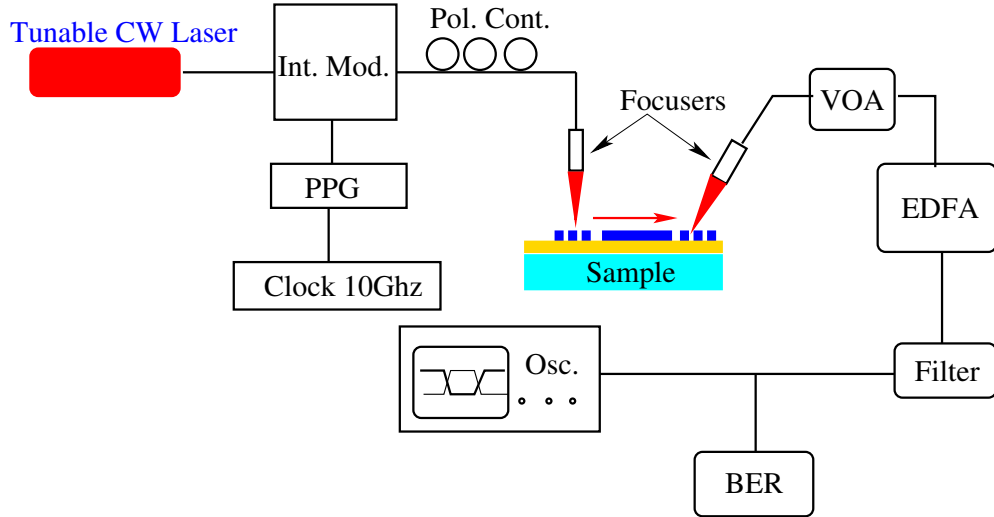 Tunable CW Laser
Int. Mod.
Pol. Cont.
Focusers
VOA
PPG
EDFA
Clock 10Ghz
Sample
Osc.
Filter
BER